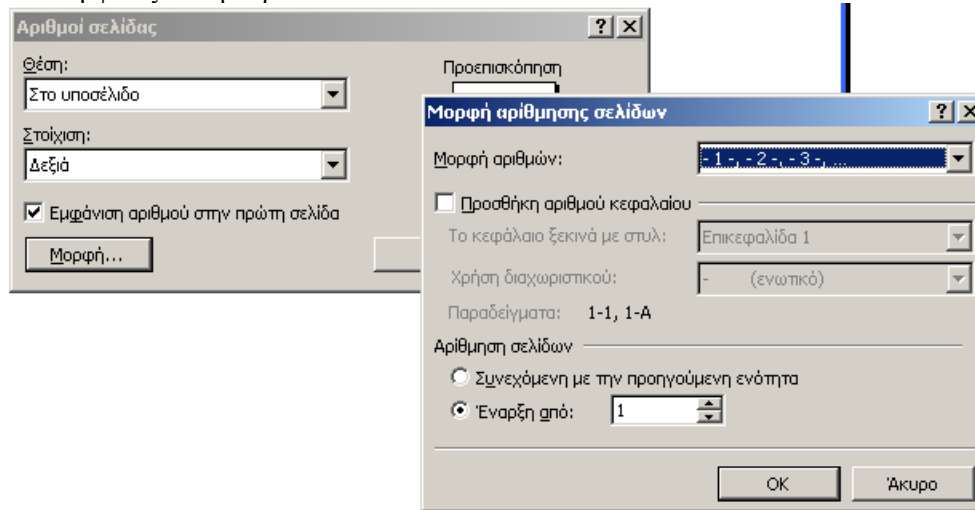 Αριθμοί σελίδας
Θέση:
Στο υποσέλιδο
Προεπισκόπηση
Στοίχιση:
Δεξιά
Εμφάνιση αριθμού στην πρώτη σελίδα
Μορφή...
Μορφή αρίθμησης σελίδων
Μορφή αριθμών:
- 1 -, - 2 -, - 3 -, ...
Προσθήκη αριθμού κεφαλαίου
Το κεφάλαιο ξεκινά με στυλ:
Επικεφαλίδα 1
Χρήση διαχωριστικού:
- (ενωτικό)
Παραδείγματα: 1-1, 1-A
Αρίθμηση σελίδων
Συνεχόμενη με την προηγούμενη ενότητα
Έναρξη από: 1
OK
Άκυρο